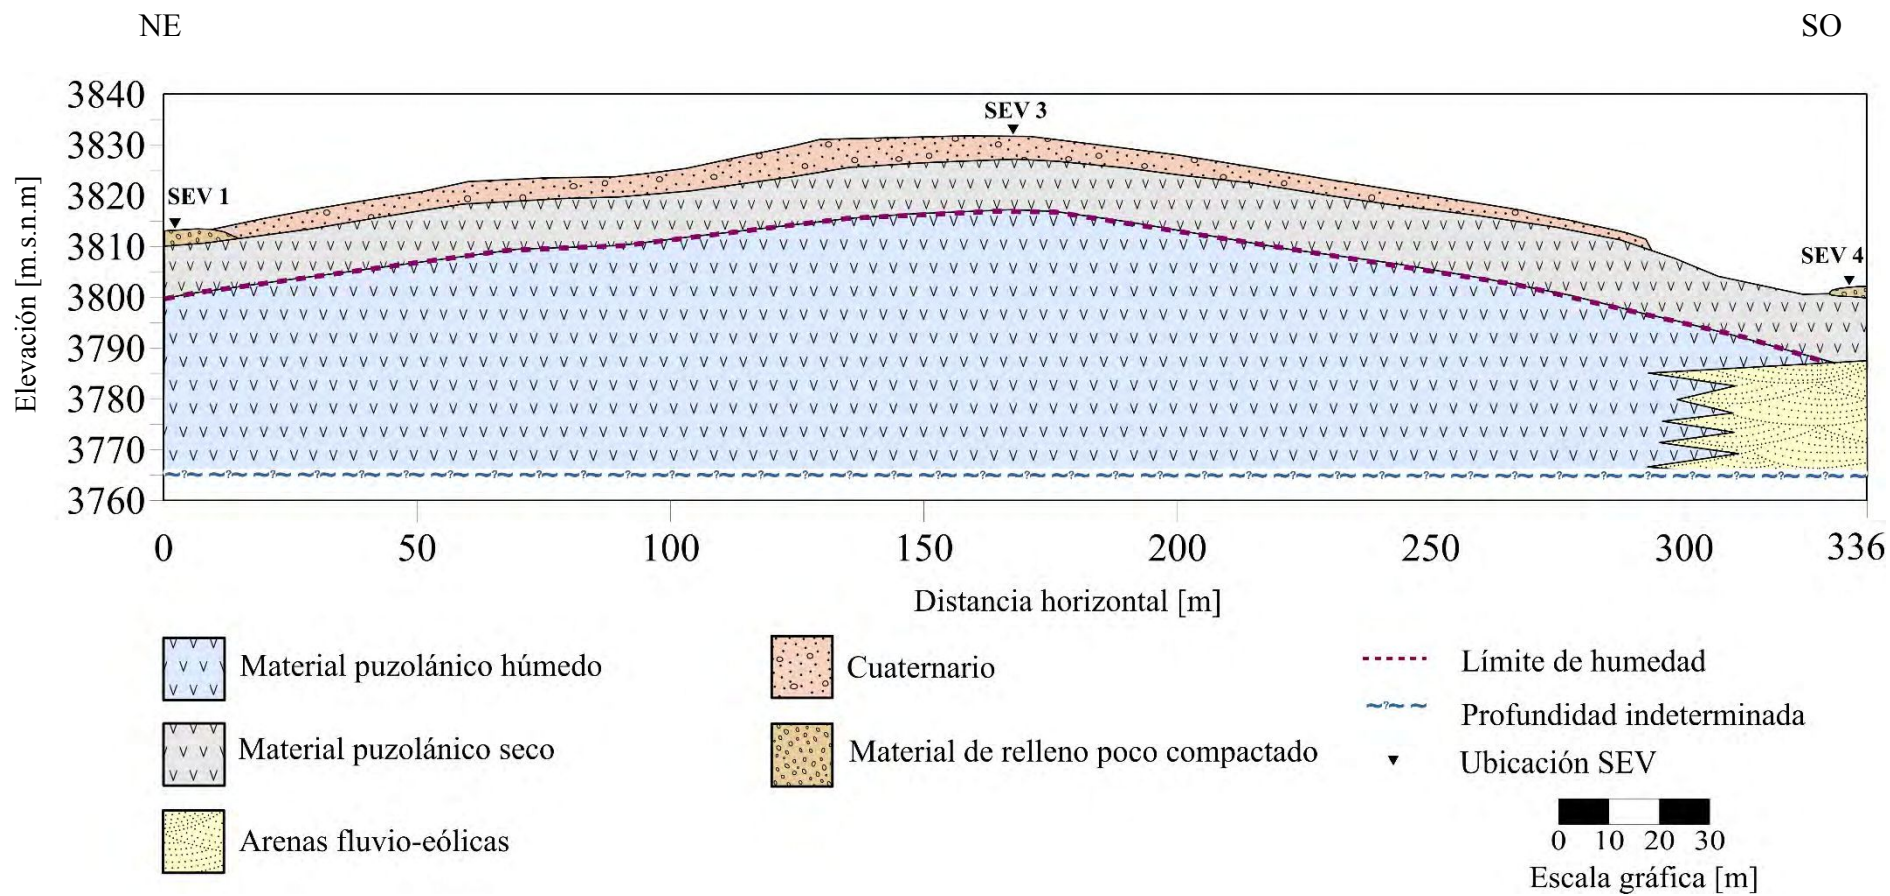 NE
SO
3840
3830
3820
3810
3800
3790
3780
3770
3760
Elevación [m.s.n.m]
SEV 1
SEV 3
SEV 4
0
50
100
150
200
250
300
336
Distancia horizontal [m]
Material puzolánico húmedo
Material puzolánico seco
Arenas fluvio-eólicas
Cuaternario
Material de relleno poco compactado
Límite de humedad
Profundidad indeterminada
Ubicación SEV
0 10 20 30
Escala gráfica [m]